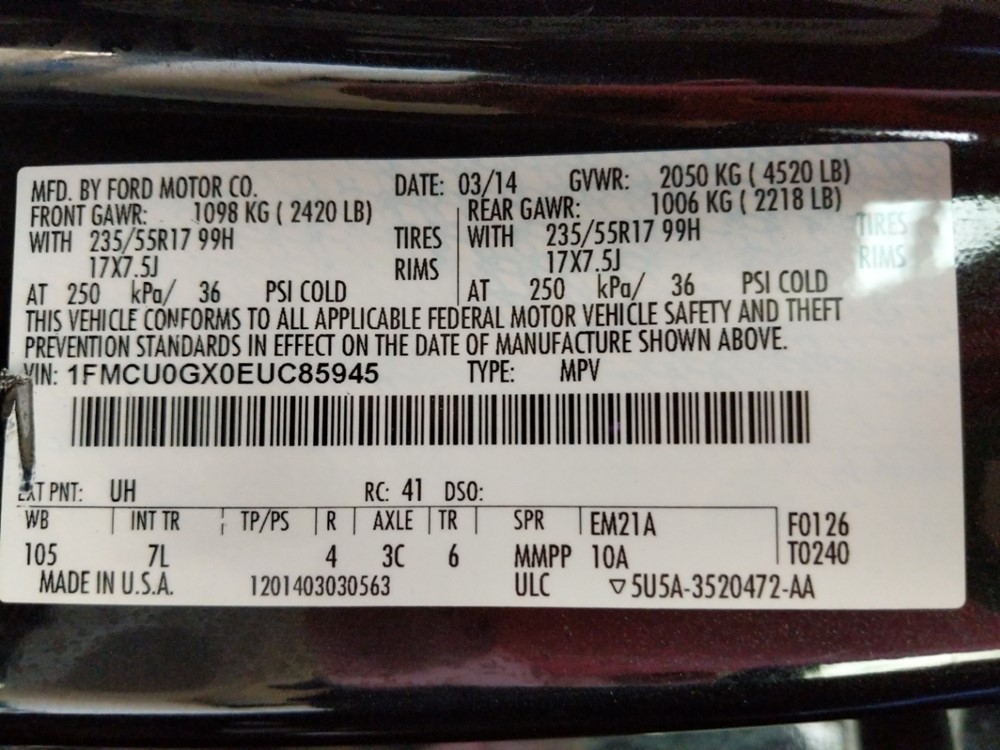 MFD. BY FORD MOTOR CO. DATE: 03/14 GVWR: 2050 KG ( 4520 LB)
FRONT GAWR: 1098 KG ( 2420 LB) REAR GAWR: 1006 KG ( 2218 LB)
WITH 235/55R17 99H TIRES WITH 235/55R17 99H TIRES
17X7.5J RIMS 17X7.5J RIMS
AT 250 kPa/ 36 PSI COLD AT 250 kPa/ 36 PSI COLD
THIS VEHICLE CONFORMS TO ALL APPLICABLE FEDERAL MOTOR VEHICLE SAFETY AND THEFT
PREVENTION STANDARDS IN EFFECT ON THE DATE OF MANUFACTURE SHOWN ABOVE.
VIN: 1FMCU0GX0EUC85945 TYPE: MPV
EXT PNT: UH RC: 41 DSO:
WB INT TR TP/PS R AXLE TR SPR EM21A F0126
105 7L 4 3C 6 MMPP 10A T0240
MADE IN U.S.A. 1201403030563 ULC ▽5U5A-3520472-AA